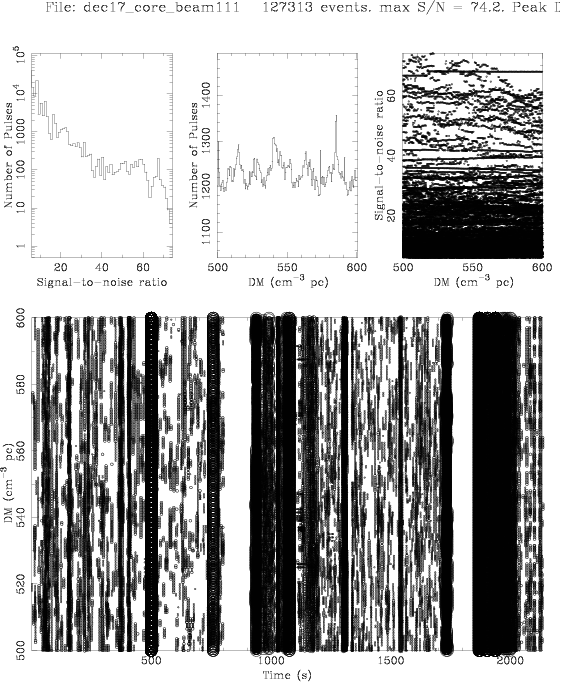 File: dec17_core_beam111 127313 events. max S/N = 74.2. Peak D
Number of Pulses
10^5
10^4
1000
100
10
1
20 40 60
Signal-to-noise ratio
Number of Pulses
1400
1300
1200
1100
500 550 600
DM (cm^-3 pc)
Signal-to-noise ratio
60
40
20
500 550 600
DM (cm^-3 pc)
DM (cm^-3 pc)
600
580
560
540
520
500
500 1000 1500 2000
Time (s)